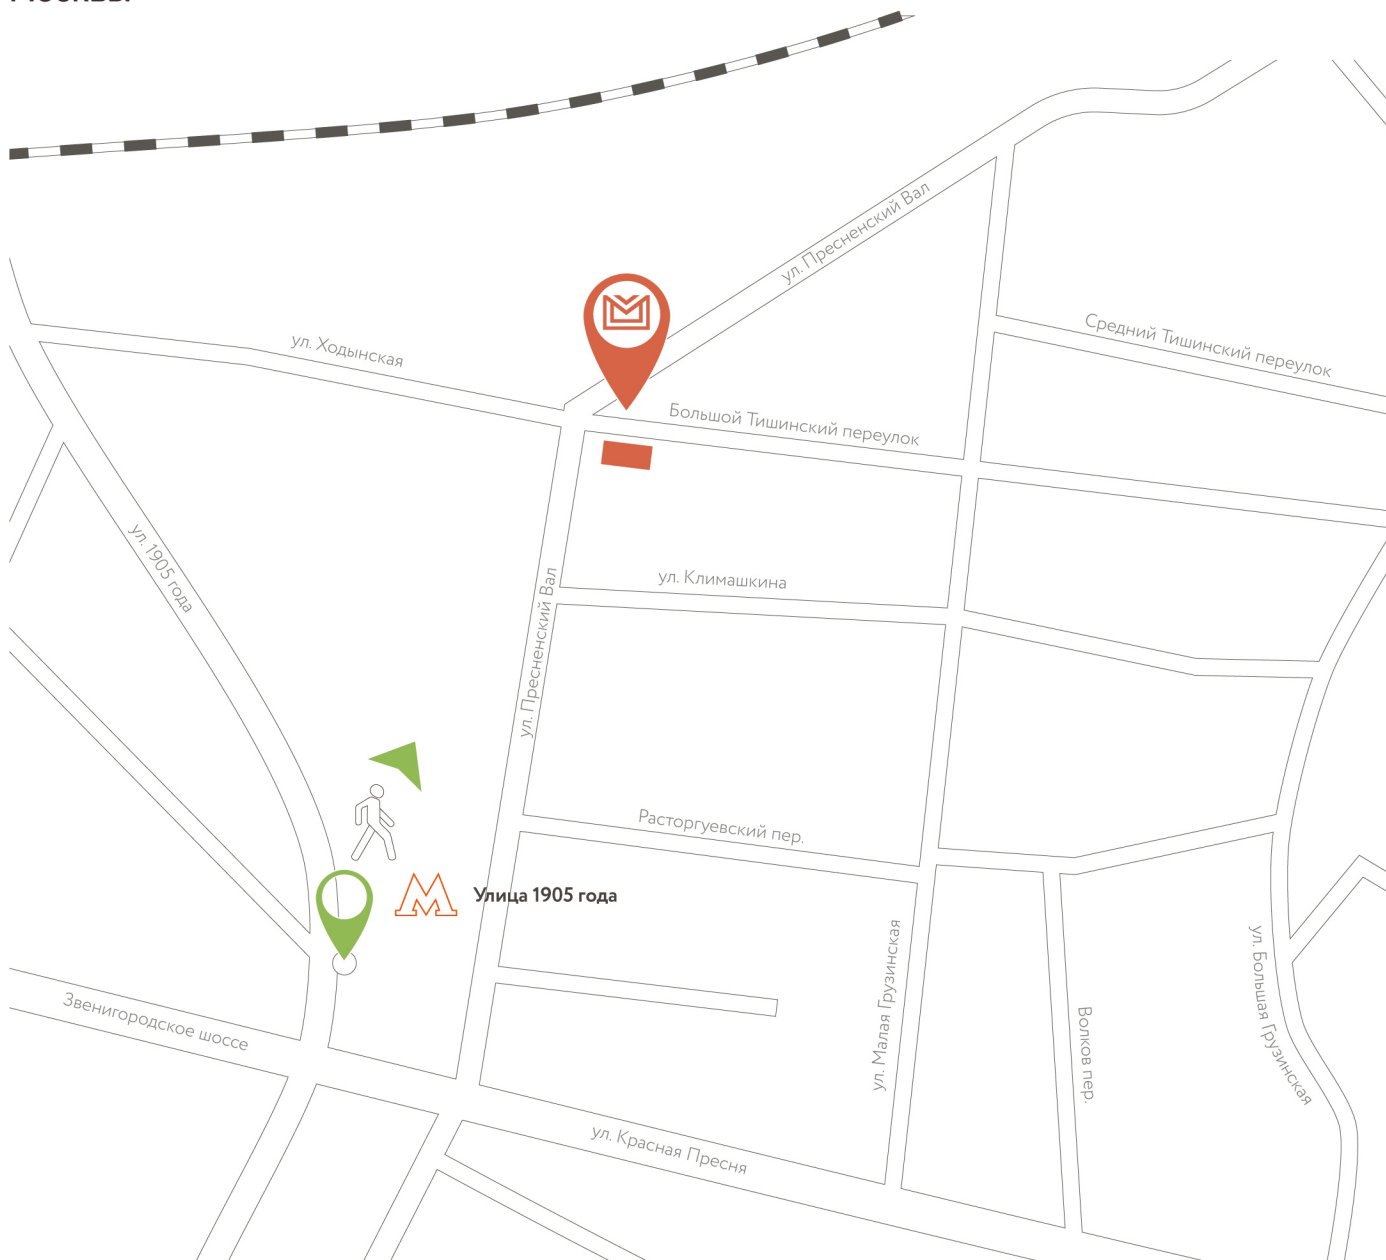 ул. Пресненский Вал
Средний Тишинский переулок
ул. Ходынская
Большой Тишинский переулок
ул. 1905 года
ул. Климашкина
ул. Пресненский Вал
Расторгуевский пер.
Улица 1905 года
ул. Малая Грузинская
ул. Большая Грузинская
Волков пер.
Звенигородское шоссе
ул. Красная Пресня